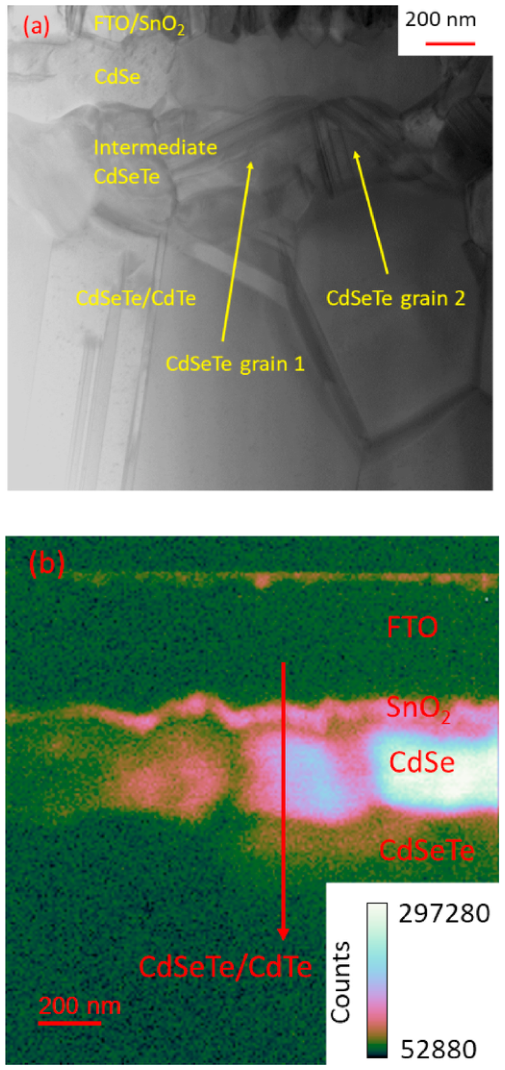 (a)
FTO/SnO2
200 nm
CdSe
Intermediate
CdSeTe
CdSeTe/CdTe
CdSeTe grain 2
CdSeTe grain 1
(b)
FTO
SnO2
CdSe
CdSeTe
297280
Counts
CdSeTe/CdTe
200 nm
52880